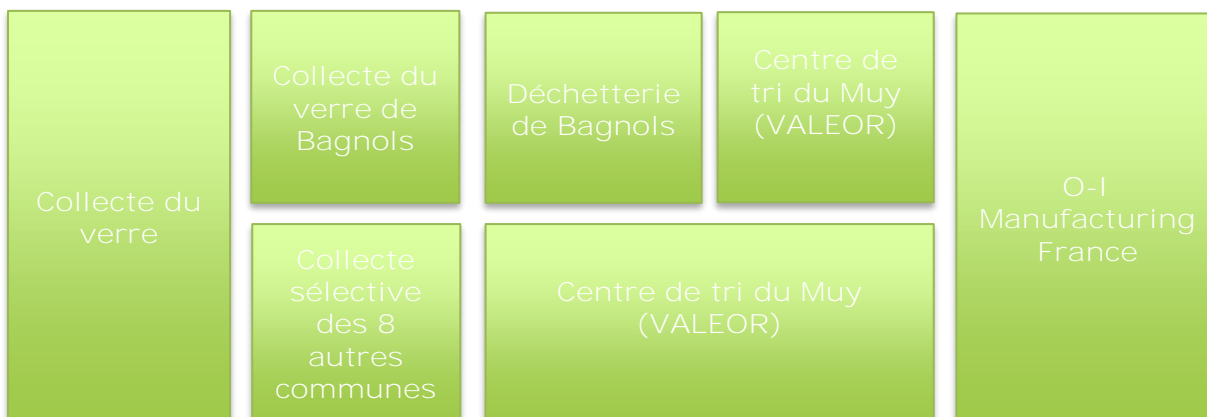 Collecte du
verre
Collecte du
verre de
Bagnols
Déchetterie
de Bagnols
Centre de
tri du Muy
(VALEOR)
Collecte
sélective
des 8
autres
communes
Centre de tri du Muy
(VALEOR)
O-I
Manufacturing
France